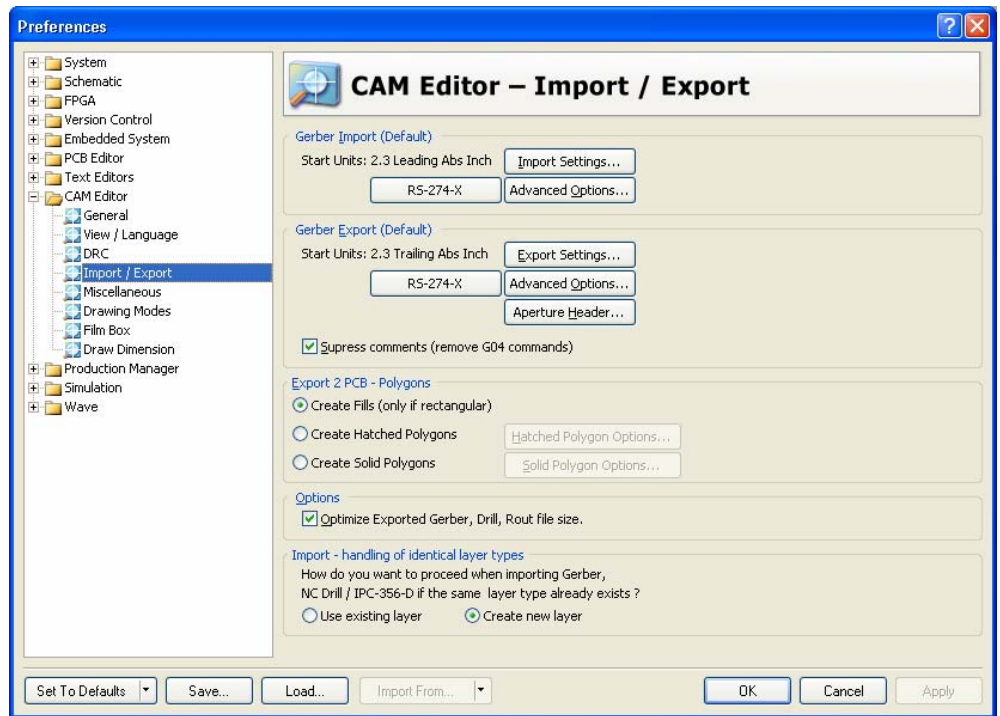 Preferences
System
Schematic
FPGA
Version Control
Embedded System
PCB Editor
Text Editors
CAM Editor
General
View / Language
DRC
Import / Export
Miscellaneous
Drawing Modes
Film Box
Draw Dimension
Production Manager
Simulation
Wave
CAM Editor – Import / Export
Gerber Import (Default)
Start Units: 2.3 Leading Abs Inch Import Settings...
RS-274-X Advanced Options...
Gerber Export (Default)
Start Units: 2.3 Trailing Abs Inch Export Settings...
RS-274-X Advanced Options...
Aperture Header...
Supress comments (remove G04 commands)
Export 2 PCB - Polygons
Create Fills (only if rectangular)
Create Hatched Polygons Hatched Polygon Options...
Create Solid Polygons Solid Polygon Options...
Options
Optimize Exported Gerber, Drill, Rout file size.
Import - handling of identical layer types
How do you want to proceed when importing Gerber,
NC Drill / IPC-356-D if the same layer type already exists ?
Use existing layer Create new layer
Set To Defaults Save... Load... Import From... OK Cancel Apply